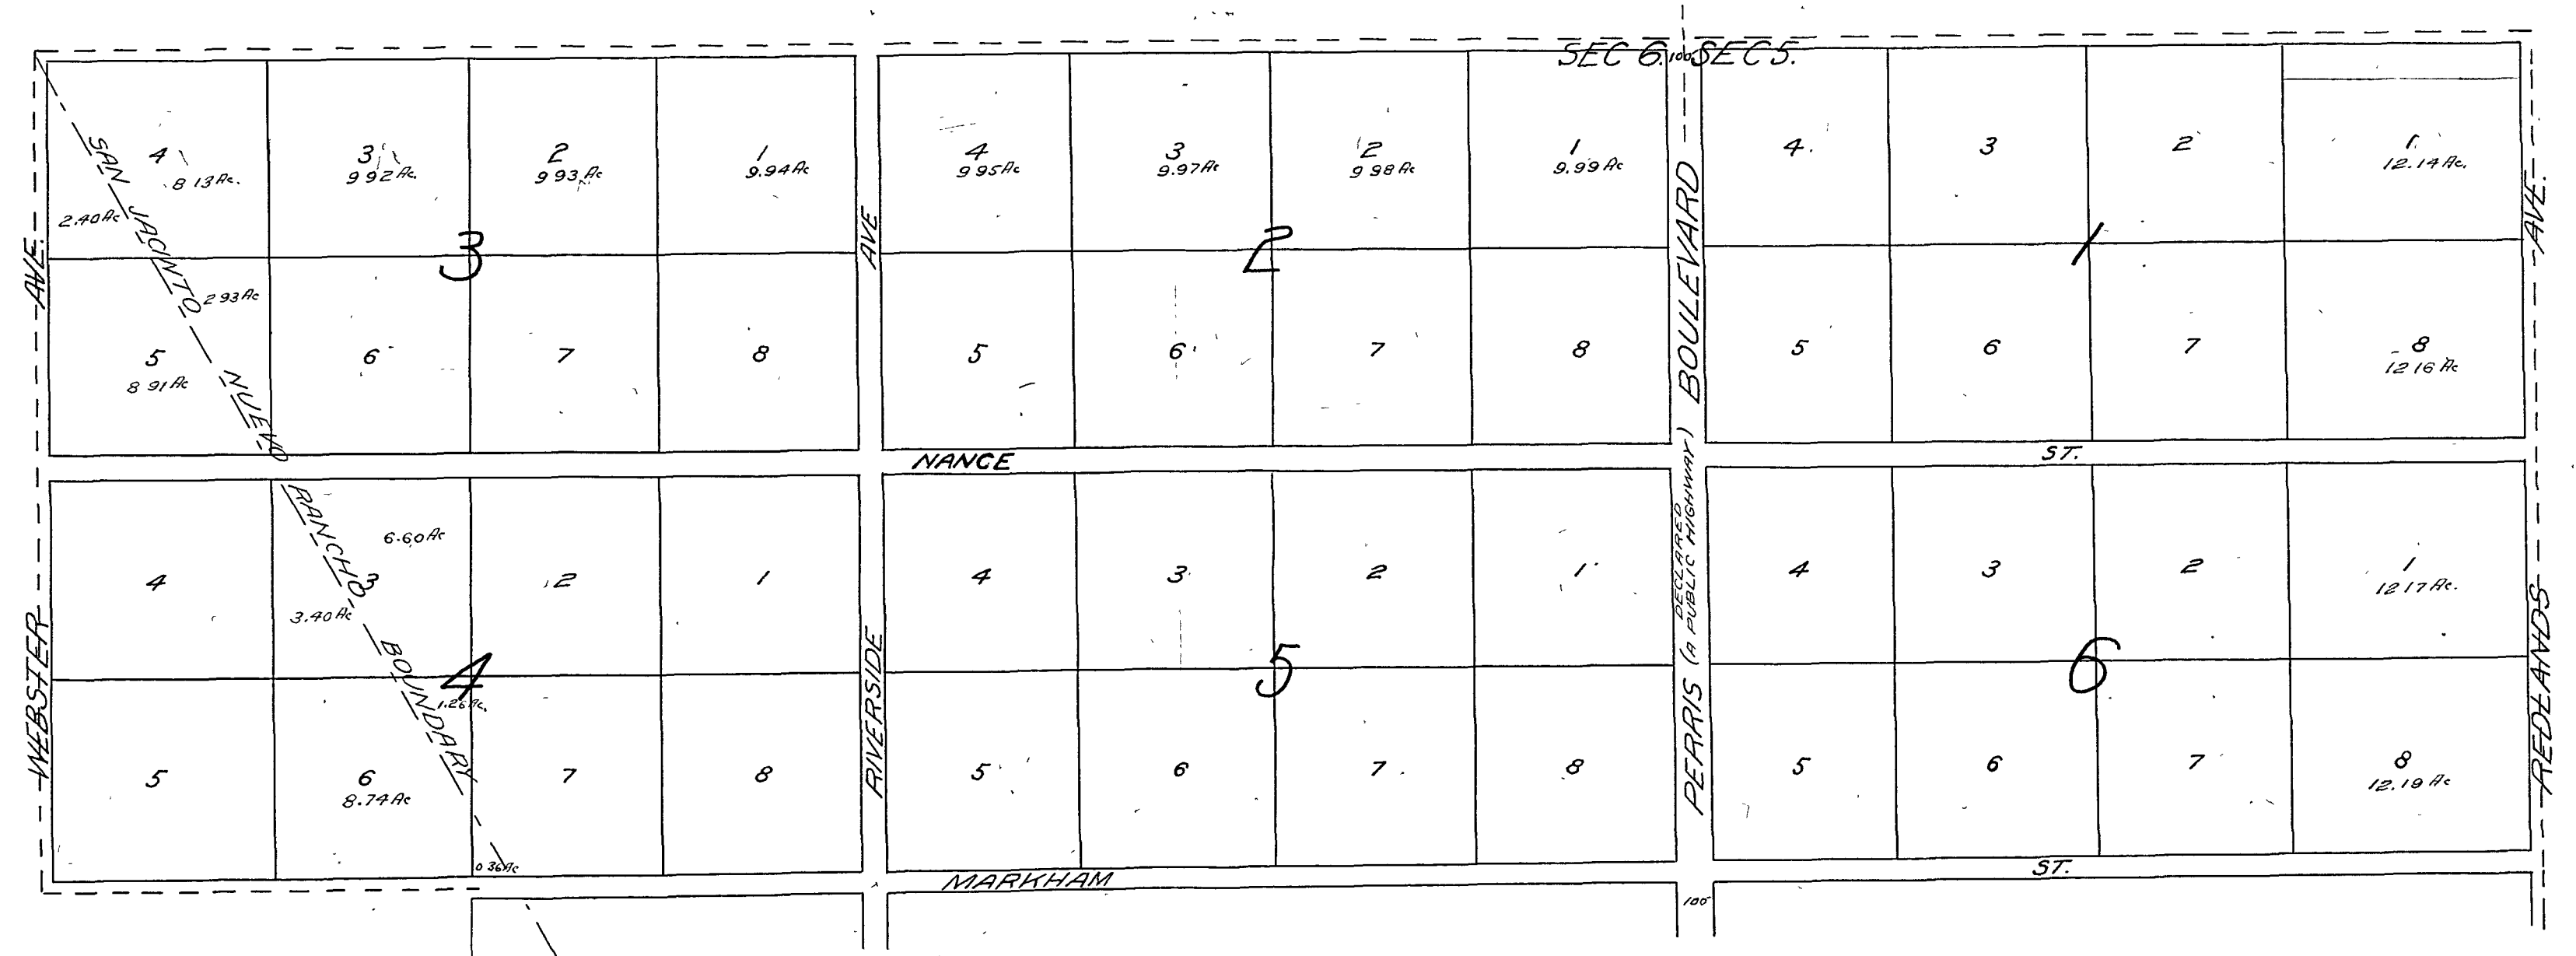 SEC 6. 100' SEC 5.
4
8 13 Ac.
2.40 Ac
3
9 92 Ac.
2
9 93 Ac
1
9.94 Ac
4
9 95 Ac
3
9.97 Ac
2
9 98 Ac
1
9.99 Ac
4.
3
2
1.
12.14 Ac.
3
2
1
2 93 Ac
5
8 91 Ac
6
7
8
5
6
7
8
5
6
7
8
12 16 Ac
NANCE ST.
4
3
6.60 Ac
3.40 Ac
2
1
4
3
2
1
4
3
2
1
12 17 Ac.
4
5
6
1.26 Ac.
5
6
8.74 Ac
7
0 36 Ac
8
5
6
7
8
5
6
7
8
12.19 Ac
MARKHAM ST.
100'
SAN JACINTO NUEVO RANCHO BOUNDARY
WEBSTER AVE.
RIVERSIDE AVE
PERRIS (A PUBLIC HIGHWAY) BOULEVARD
DECLARED
REDLANDS AVE.